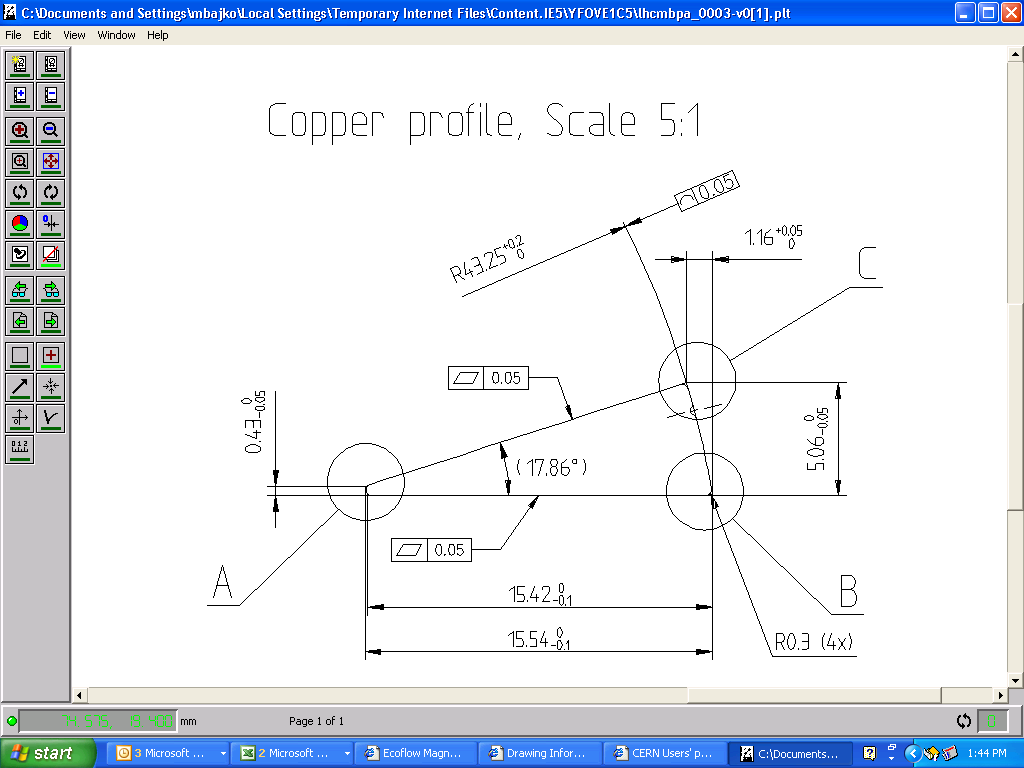 C:\Documents and Settings\mbajko\Local Settings\Temporary Internet Files\Content.IE5\YFOVE1C5\lhcmbpa_0003-v0[1].plt
File Edit View Window Help
Copper profile, Scale 5:1
0.05
R43.25 +0.2 0
1.16 +0.05 0
C
0.05
0.43 0 -0.05
5.06 0 -0.05
(17.86°)
0.05
A
B
15.42 0 -0.1
15.54 0 -0.1
R0.3 (4x)
mm Page 1 of 1
start 3 Microsoft ... 2 Microsoft ... Ecoflow Magn... Drawing Infor... CERN Users' p... C:\Documents... 1:44 PM